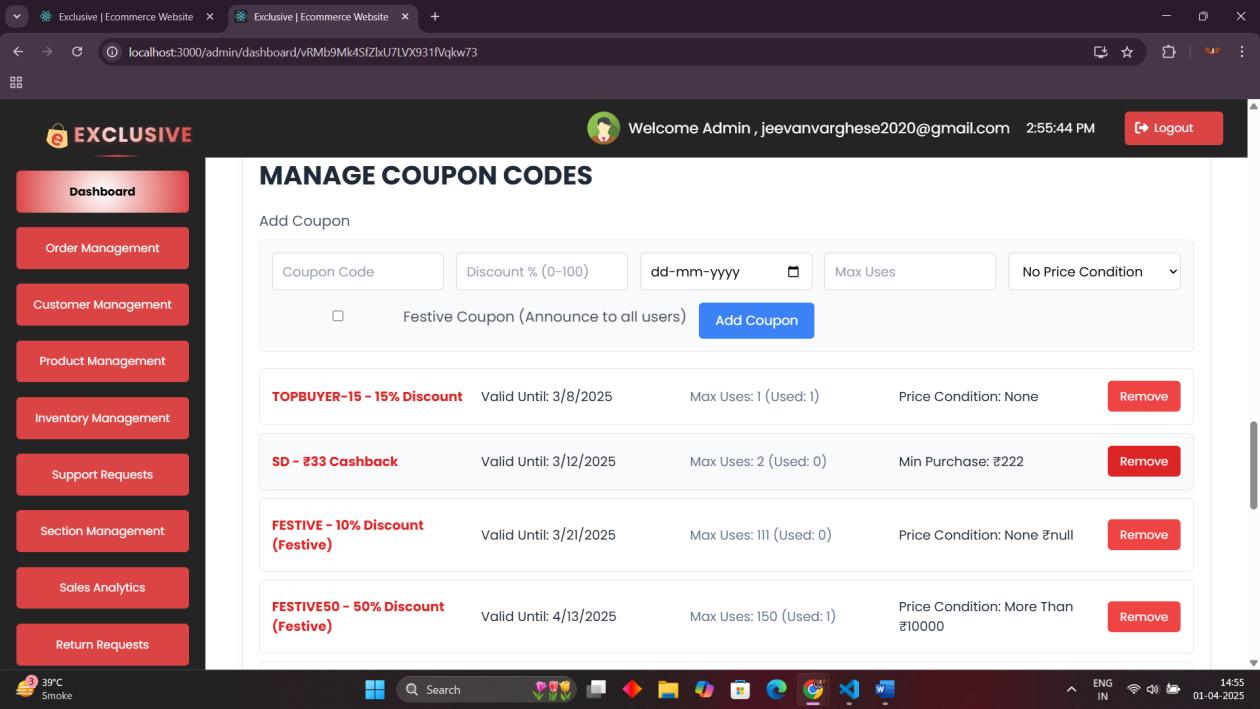 Exclusive | Ecommerce Website
Exclusive | Ecommerce Website
localhost:3000/admin/dashboard/vRMb9Mk4SfZlxU7LVX931fVqkw73
EXCLUSIVE
Welcome Admin , jeevanvarghese2020@gmail.com
2:55:44 PM
Logout
Dashboard
Order Management
Customer Management
Product Management
Inventory Management
Support Requests
Section Management
Sales Analytics
Return Requests
MANAGE COUPON CODES
Add Coupon
Coupon Code
Discount % (0-100)
dd-mm-yyyy
Max Uses
No Price Condition
Festive Coupon (Announce to all users)
Add Coupon
TOPBUYER-15 - 15% Discount
Valid Until: 3/8/2025
Max Uses: 1 (Used: 1)
Price Condition: None
Remove
SD - ₹33 Cashback
Valid Until: 3/12/2025
Max Uses: 2 (Used: 0)
Min Purchase: ₹222
Remove
FESTIVE - 10% Discount
(Festive)
Valid Until: 3/21/2025
Max Uses: 111 (Used: 0)
Price Condition: None ₹null
Remove
FESTIVE50 - 50% Discount
(Festive)
Valid Until: 4/13/2025
Max Uses: 150 (Used: 1)
Price Condition: More Than
₹10000
Remove
3
39°C
Smoke
Search
ENG
IN
14:55
01-04-2025